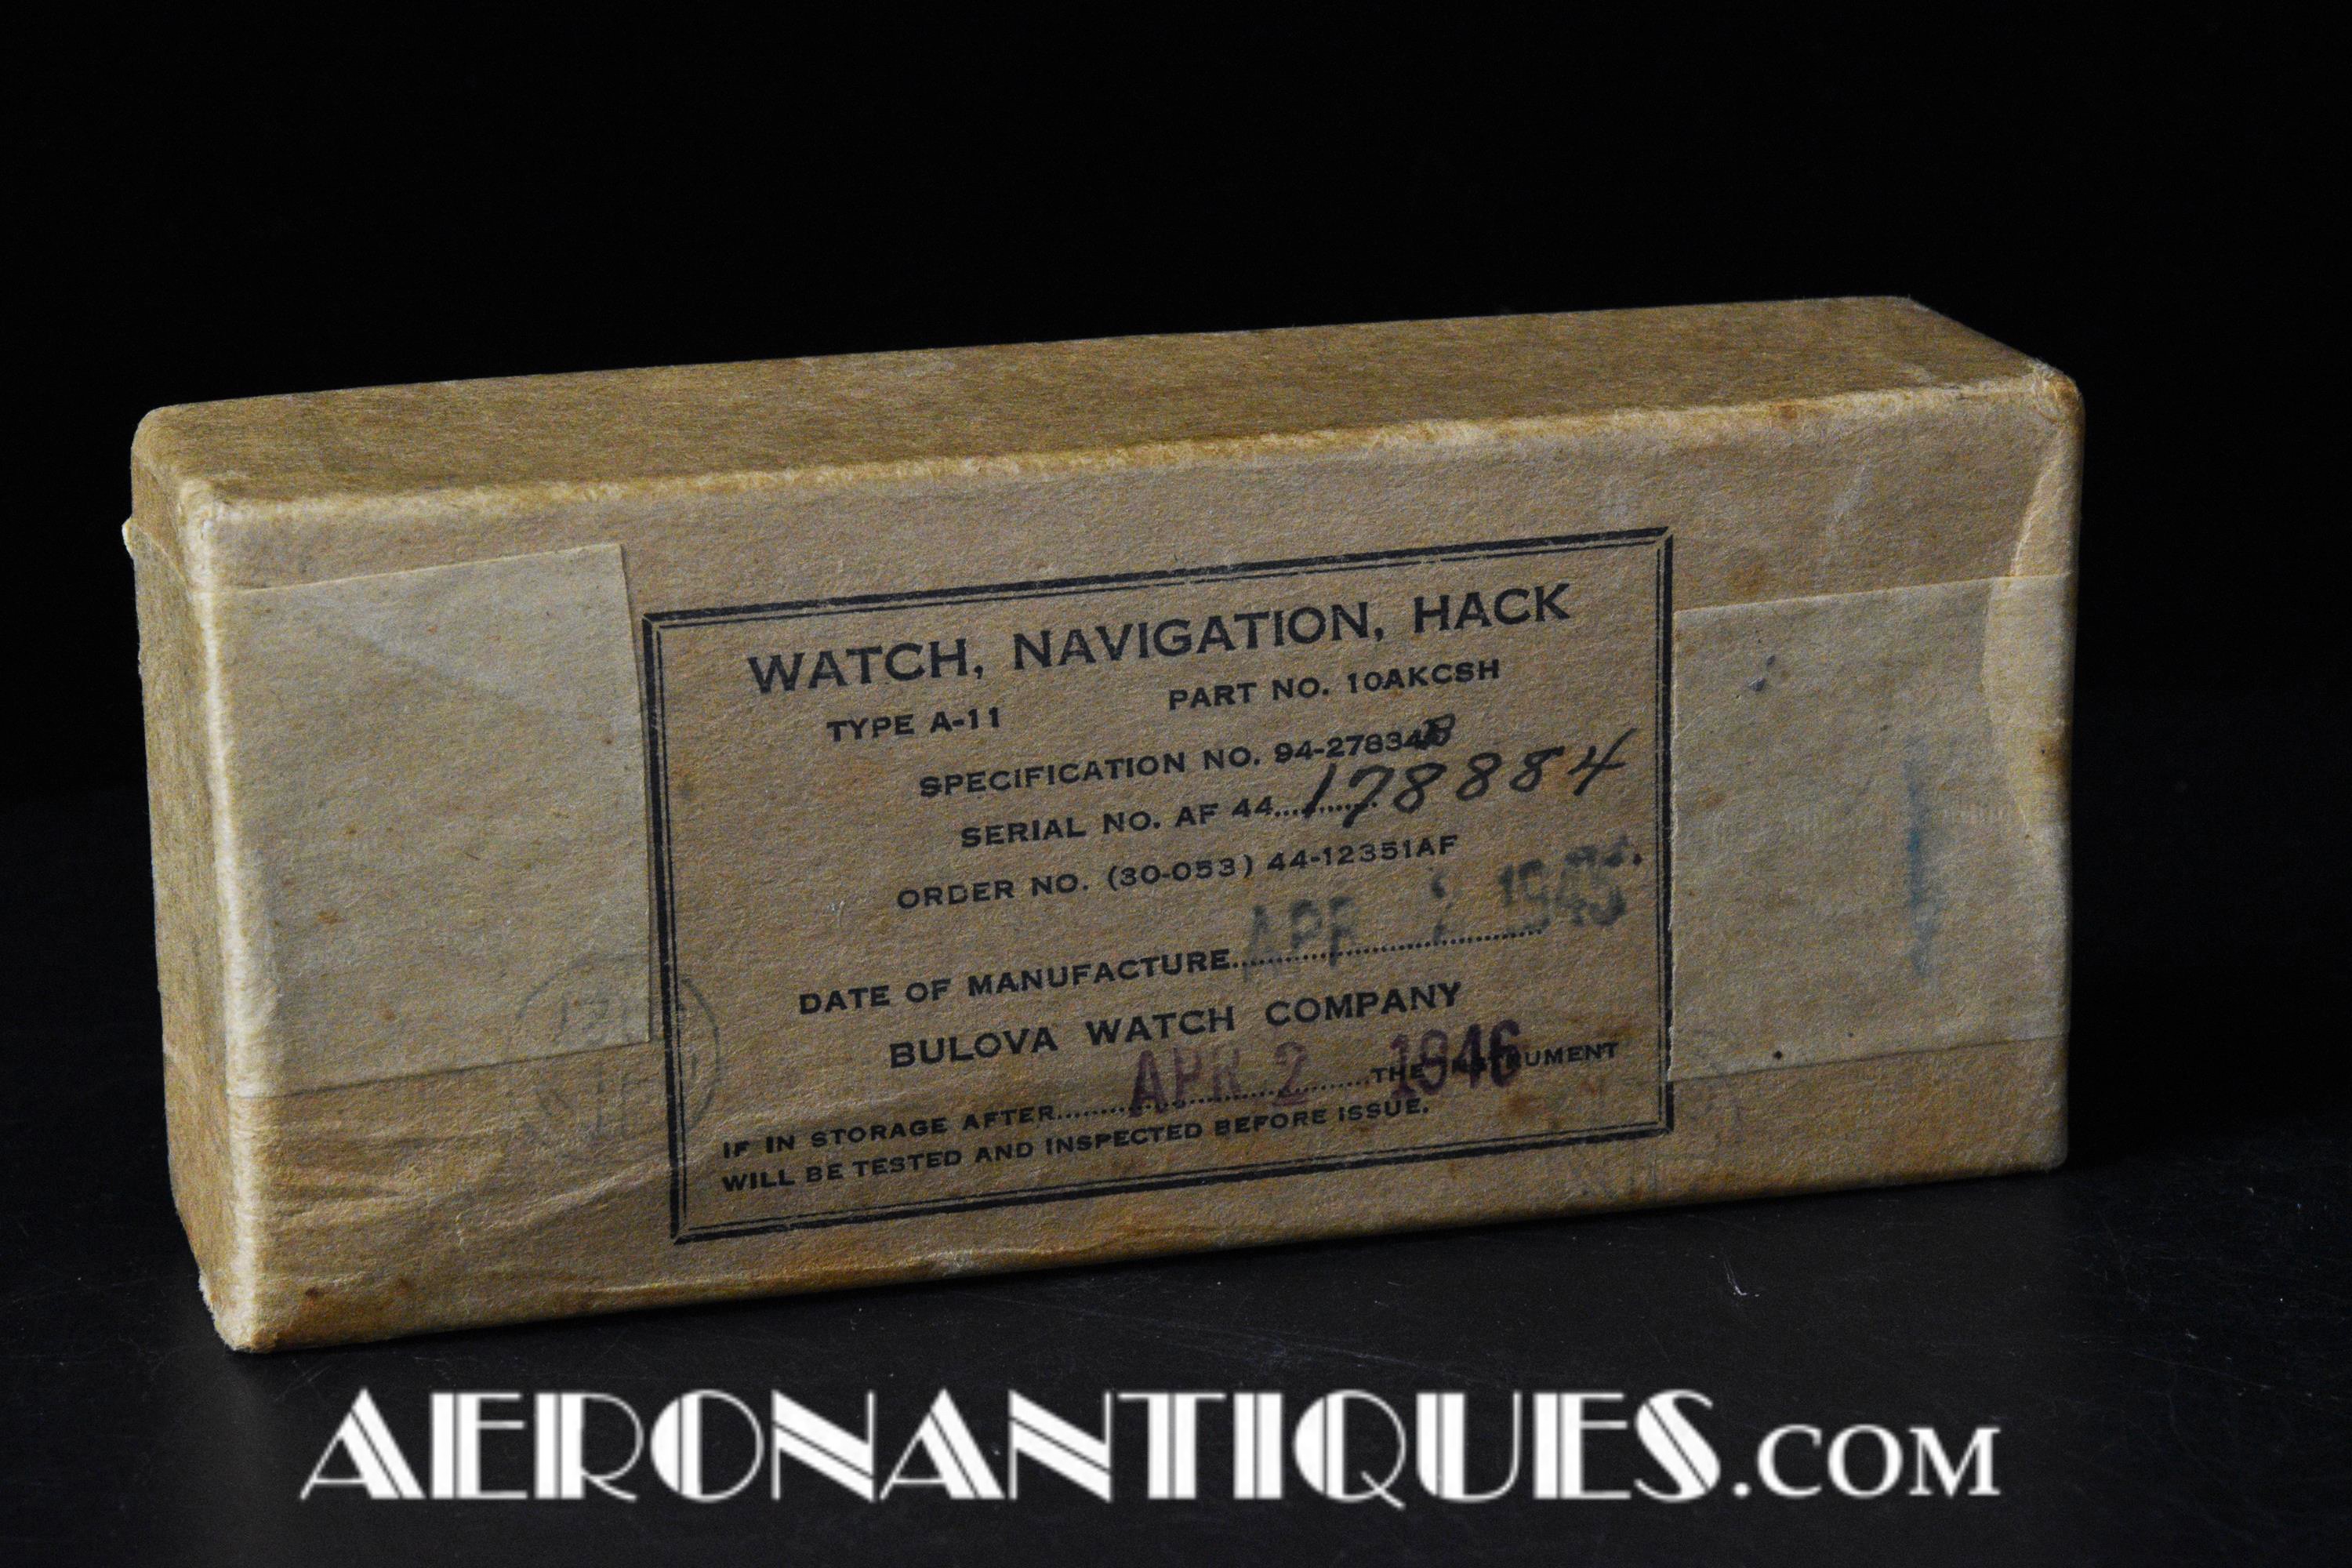 WATCH, NAVIGATION, HACK
TYPE A-11 PART NO. 10AKCSH
SPECIFICATION NO. 94-27834B
SERIAL NO. AF 44............178884
ORDER NO. (30-053) 44-12351AF
DATE OF MANUFACTURE APR 2 1945
BULOVA WATCH COMPANY
IF IN STORAGE AFTER APR 2 1946 THE INSTRUMENT
WILL BE TESTED AND INSPECTED BEFORE ISSUE.
AERONANTIQUES.COM